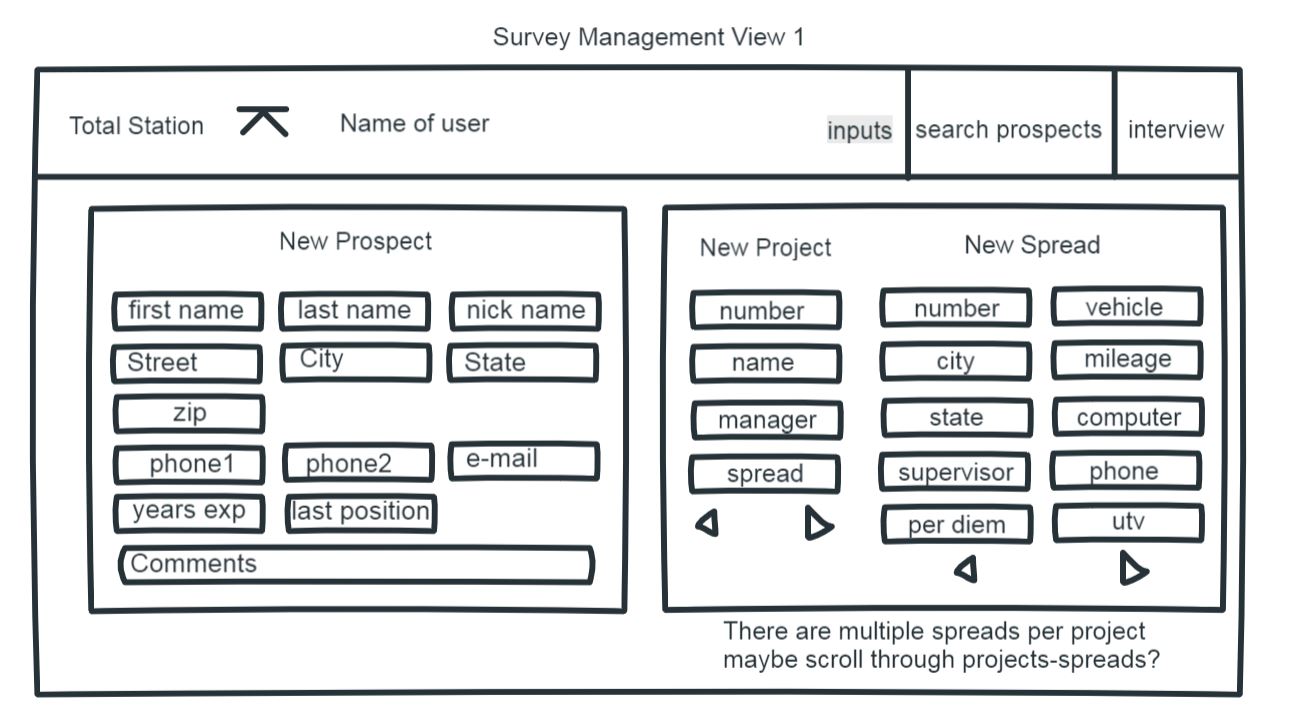 Survey Management View 1
Total Station
Name of user
inputs
search prospects
interview
New Prospect
first name
last name
nick name
Street
City
State
zip
phone1
phone2
e-mail
years exp
last position
Comments
New Project
number
name
manager
spread
New Spread
number
vehicle
city
mileage
state
computer
supervisor
phone
per diem
utv
There are multiple spreads per project
maybe scroll through projects-spreads?